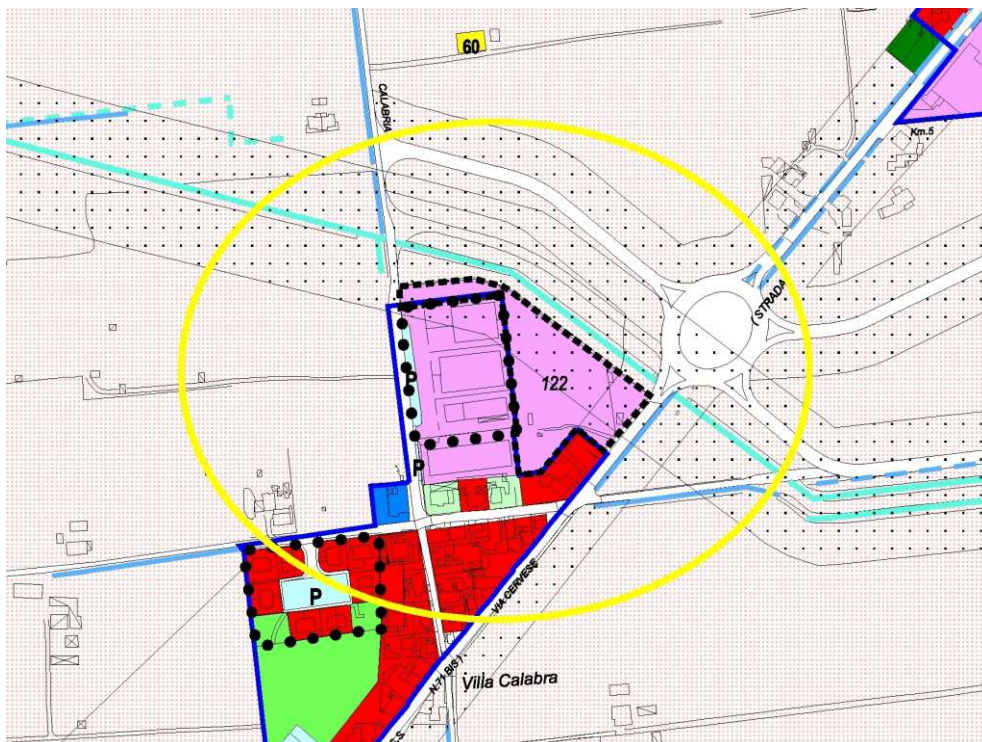 60
CALABRIA
Km.5
( STRADA
P
122
P
P
VIA CERVESE
N.71 BIS )
Villa Calabra
S.S.